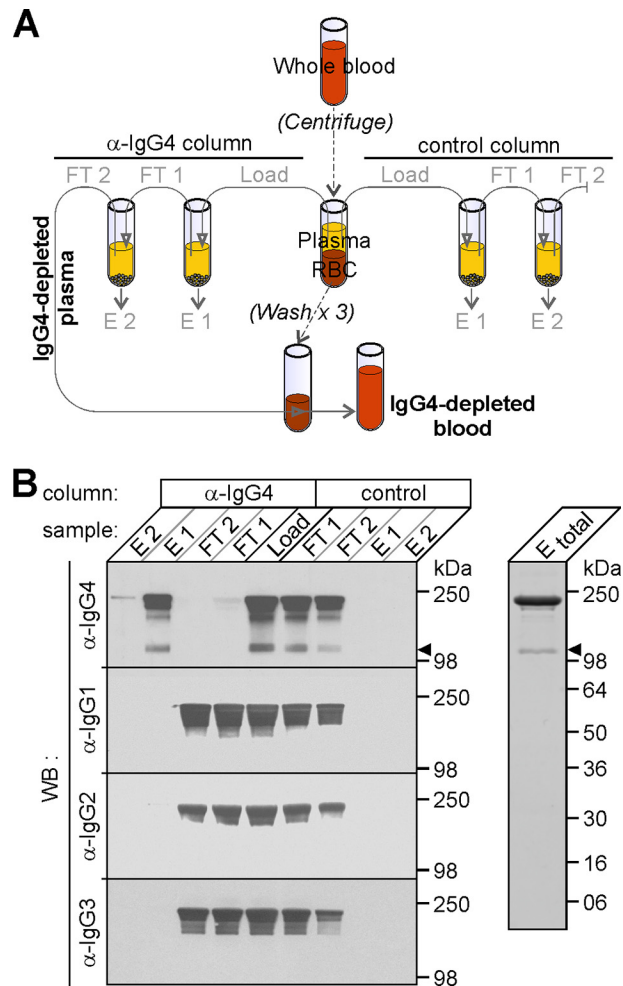 A
Whole blood
(Centrifuge)
α-IgG4 column
control column
FT 2
FT 1
Load
Load
FT 1
FT 2
Plasma
RBC
E 2
E 1
E 1
E 2
IgG4-depleted
plasma
(Wash x 3)
IgG4-depleted
blood
B
column:
α-IgG4
control
sample:
E 2
E 1
FT 2
FT 1
Load
FT 1
FT 2
E 1
E 2
E total
WB :
α-IgG4
α-IgG1
α-IgG2
α-IgG3
kDa
250
98
250
98
250
98
250
98
kDa
250
98
64
50
36
30
16
06